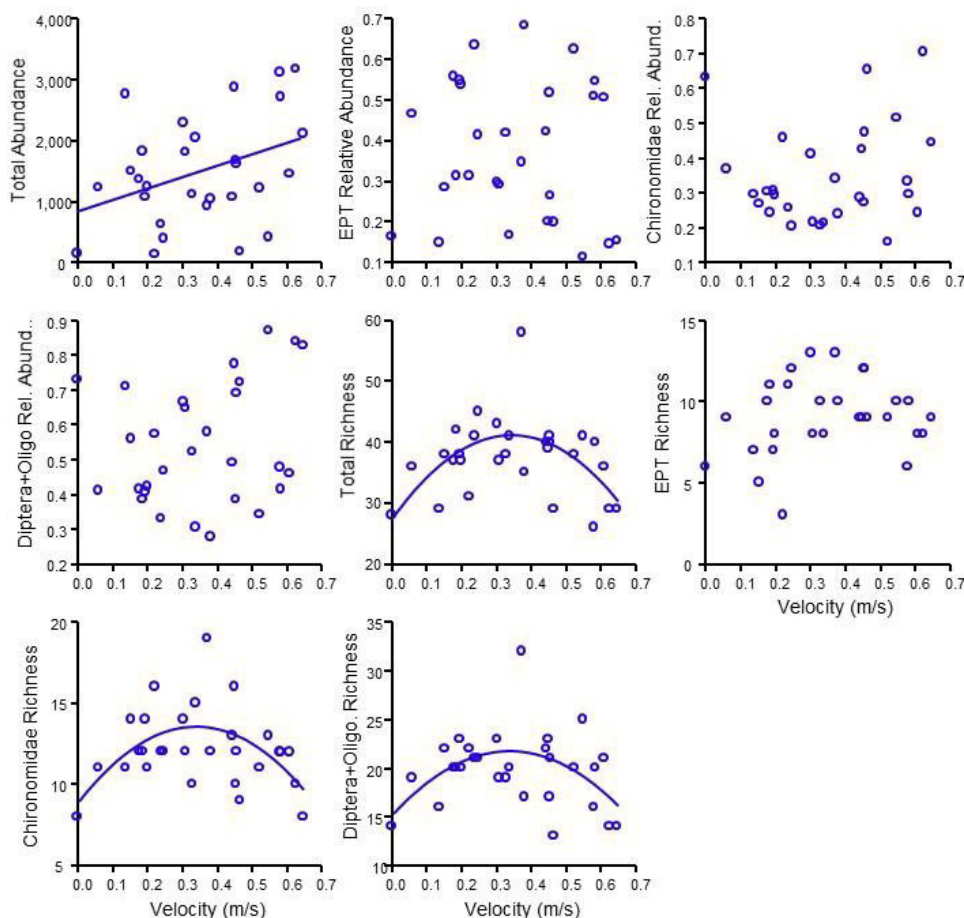 Total Abundance
4,000
3,000
2,000
1,000
0
0.0 0.1 0.2 0.3 0.4 0.5 0.6 0.7
EPT Relative Abundance
0.7
0.6
0.5
0.4
0.3
0.2
0.1
0.0 0.1 0.2 0.3 0.4 0.5 0.6 0.7
Chironomidae Rel. Abund.
0.8
0.7
0.6
0.5
0.4
0.3
0.2
0.1
0.0 0.1 0.2 0.3 0.4 0.5 0.6 0.7
Diptera+Oligo Rel. Abund..
0.9
0.8
0.7
0.6
0.5
0.4
0.3
0.2
0.0 0.1 0.2 0.3 0.4 0.5 0.6 0.7
Total Richness
60
50
40
30
20
0.0 0.1 0.2 0.3 0.4 0.5 0.6 0.7
EPT Richness
15
10
5
0
0.0 0.1 0.2 0.3 0.4 0.5 0.6 0.7
Velocity (m/s)
Chironomidae Richness
20
15
10
5
0.0 0.1 0.2 0.3 0.4 0.5 0.6 0.7
Velocity (m/s)
Diptera+Oligo. Richness
35
30
25
20
15
10
0.0 0.1 0.2 0.3 0.4 0.5 0.6 0.7
Velocity (m/s)